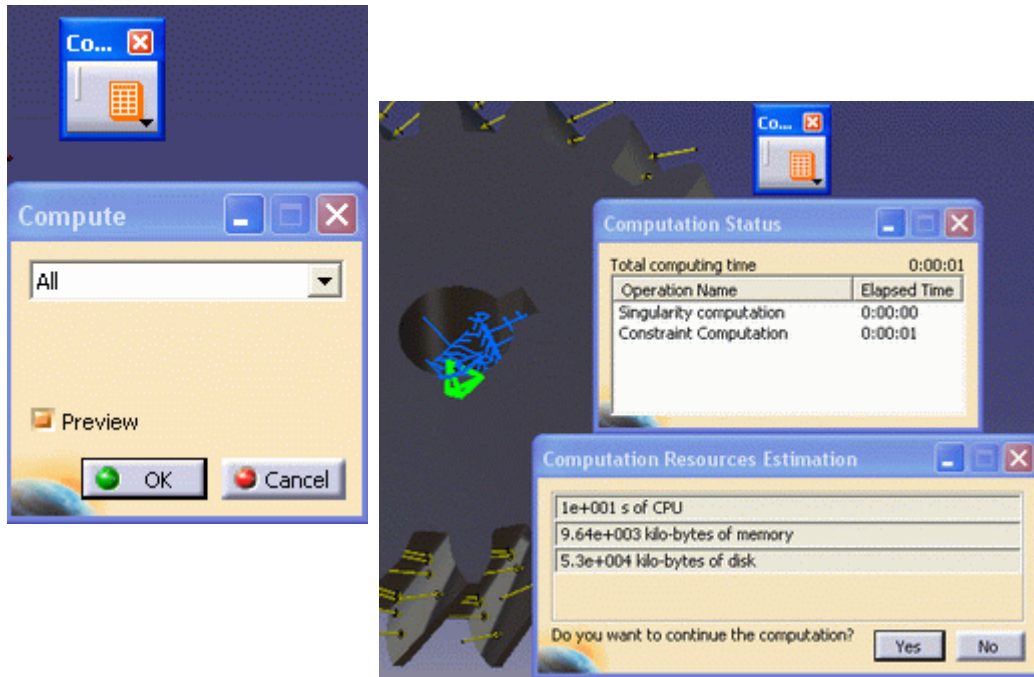 Co...
Compute
All
Preview
OK
Cancel
Co...
Computation Status
Total computing time 0:00:01
Operation Name Elapsed Time
Singularity computation 0:00:00
Constraint Computation 0:00:01
Computation Resources Estimation
1e+001 s of CPU
9.64e+003 kilo-bytes of memory
5.3e+004 kilo-bytes of disk
Do you want to continue the computation? Yes No